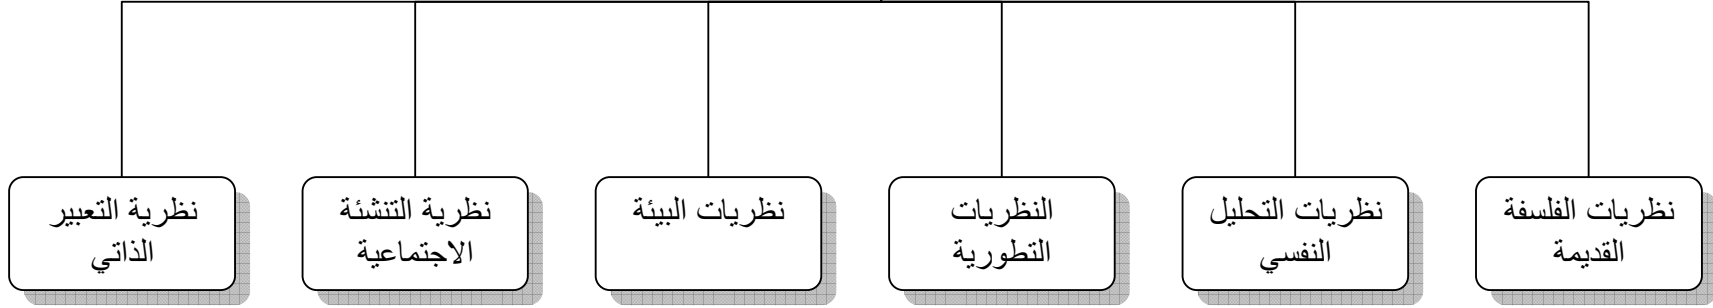 نظريات الفلسفة
القديمة
نظريات التحليل
النفسي
النظريات
التطورية
نظريات البيئة
نظرية التنشئة
الاجتماعية
نظرية التعبير
الذاتي